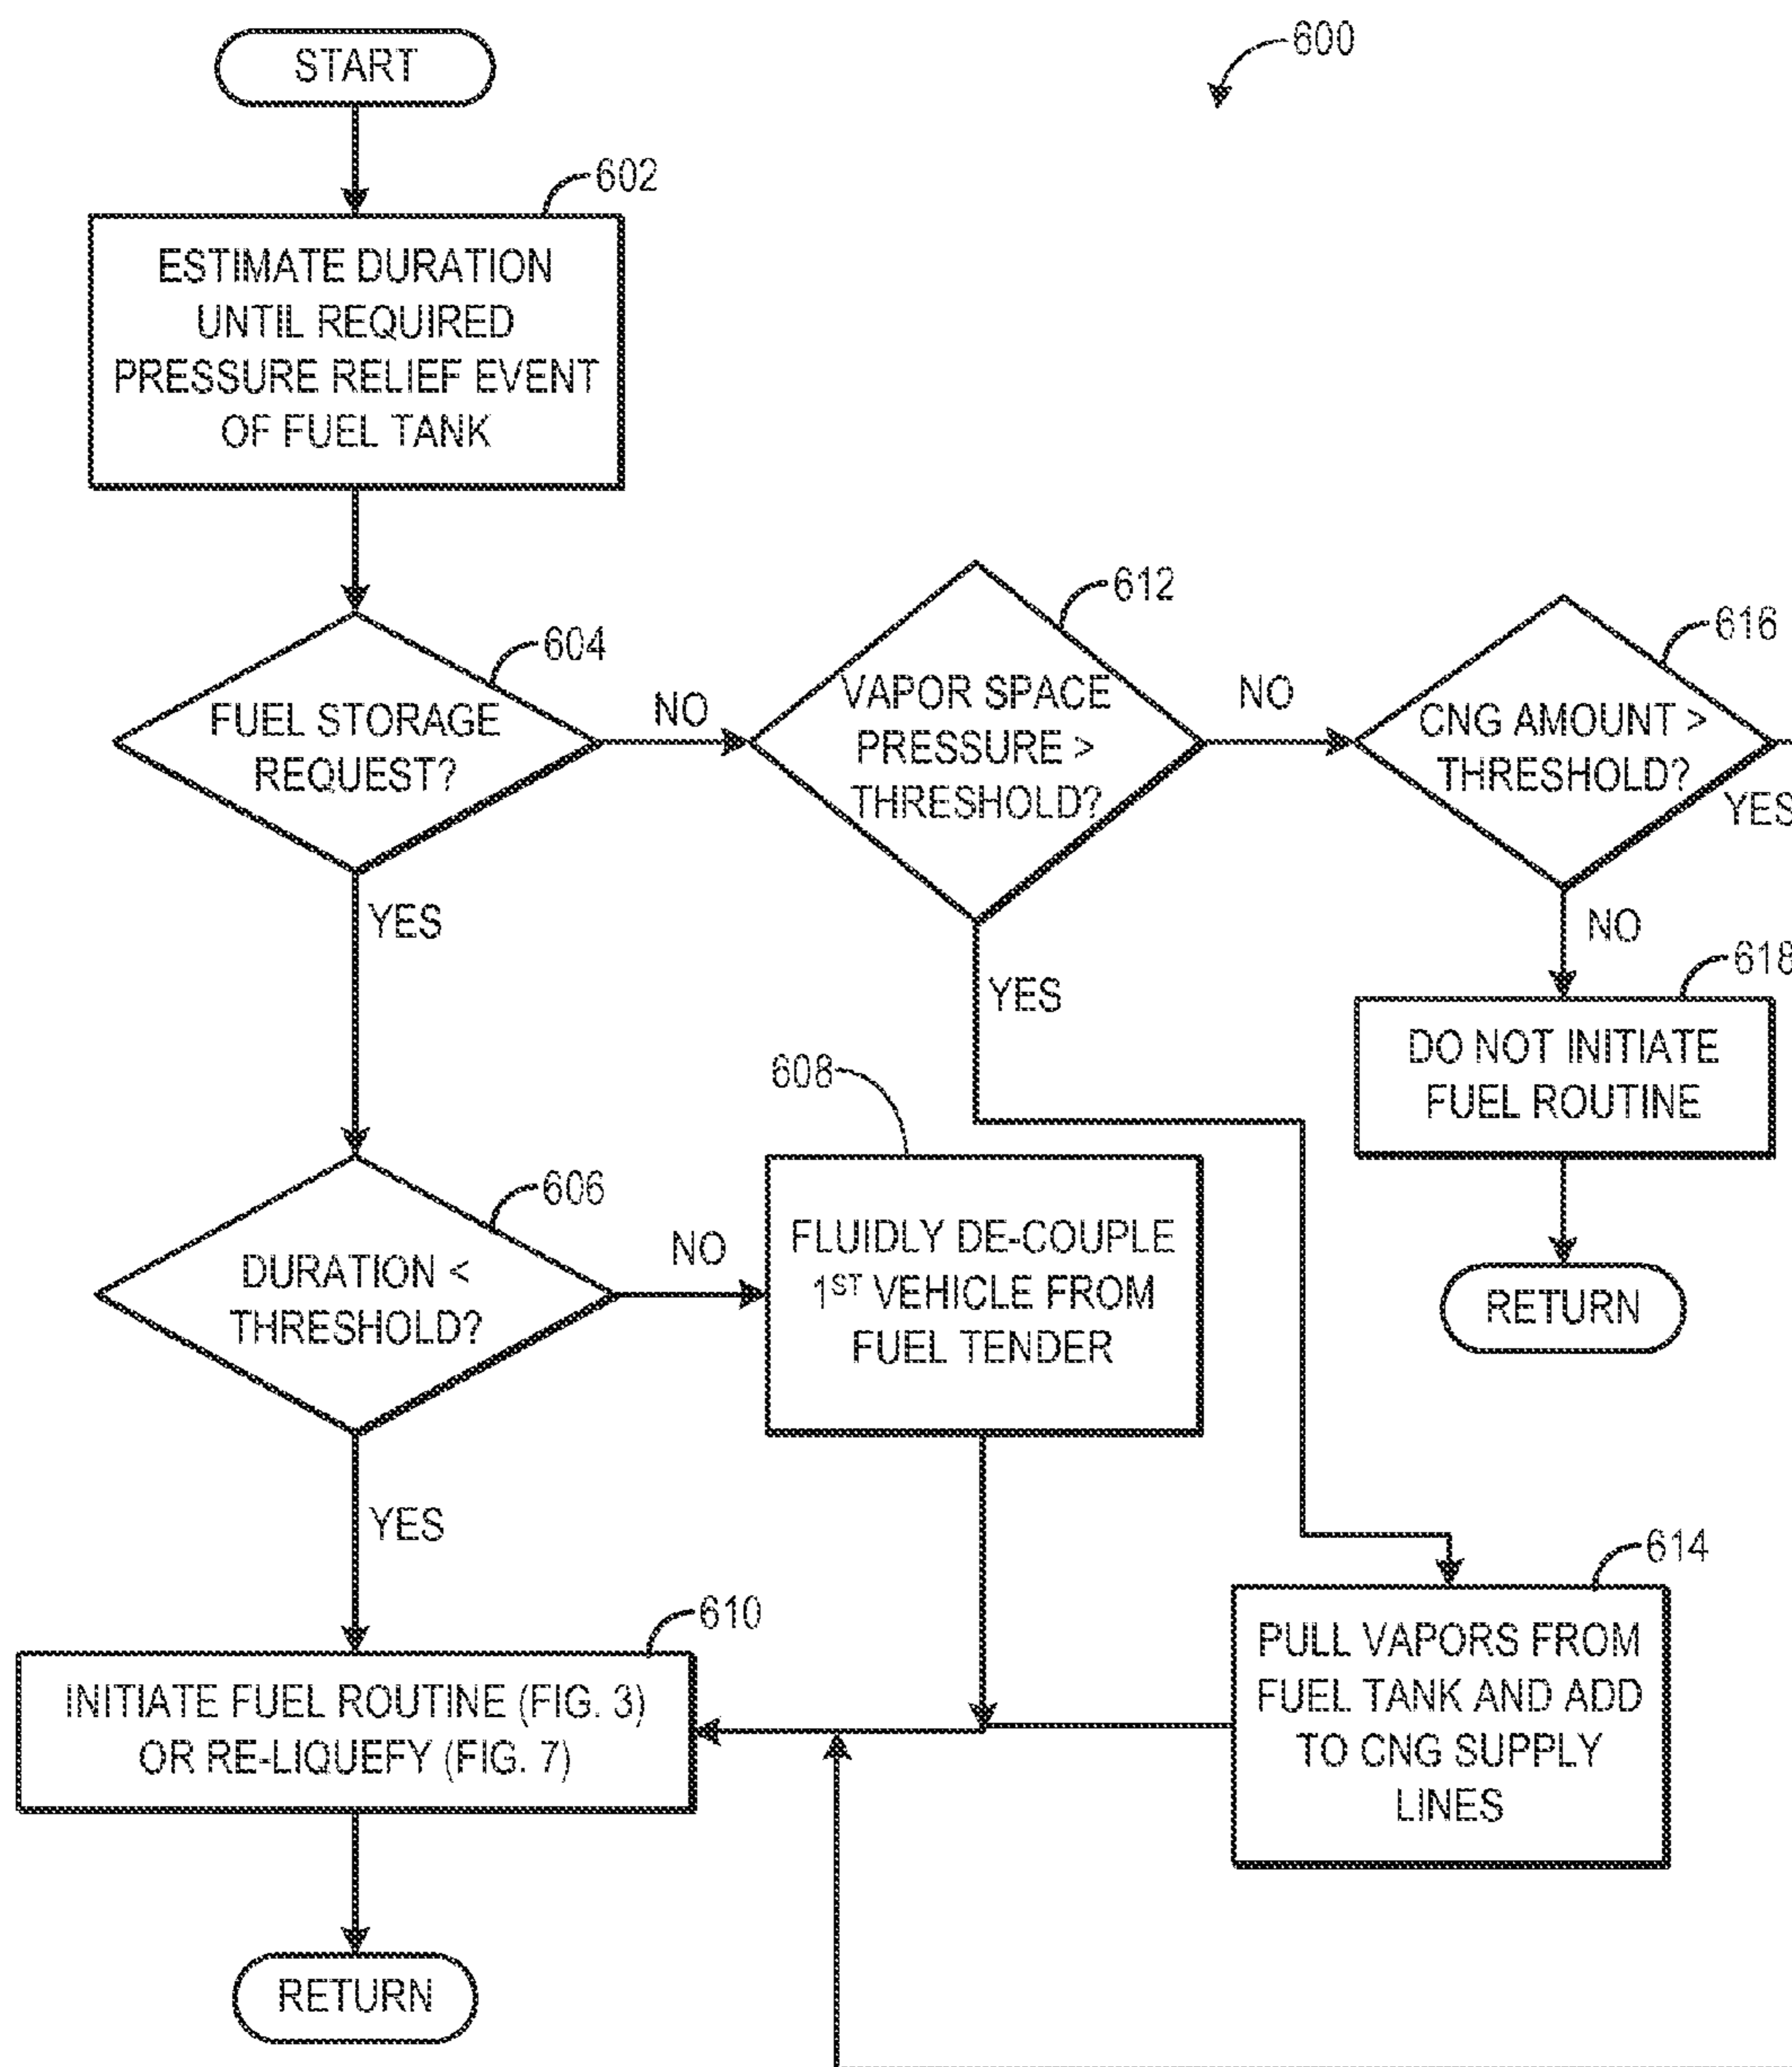 START
600
602
ESTIMATE DURATION
UNTIL REQUIRED
PRESSURE RELIEF EVENT
OF FUEL TANK
604
FUEL STORAGE
REQUEST?
NO
YES
612
VAPOR SPACE
PRESSURE >
THRESHOLD?
NO
YES
616
CNG AMOUNT >
THRESHOLD?
YES
NO
618
DO NOT INITIATE
FUEL ROUTINE
RETURN
606
DURATION <
THRESHOLD?
NO
YES
608
FLUIDLY DE-COUPLE
1ST VEHICLE FROM
FUEL TENDER
614
PULL VAPORS FROM
FUEL TANK AND ADD
TO CNG SUPPLY
LINES
610
INITIATE FUEL ROUTINE (FIG. 3)
OR RE-LIQUEFY (FIG. 7)
RETURN